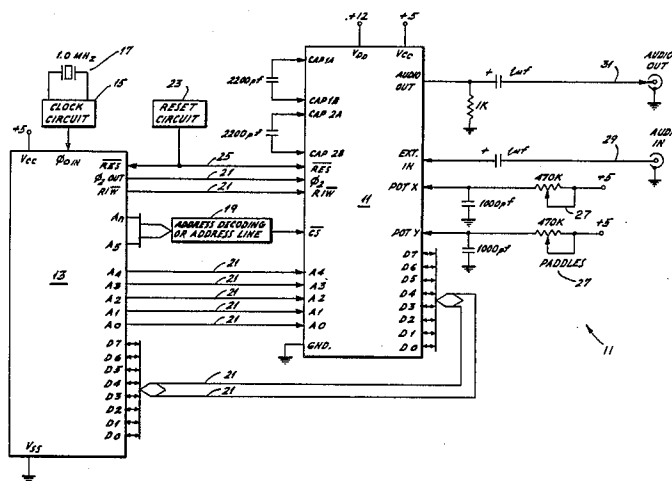 .+12
+5
1.0 MHz
17
CLOCK CIRCUIT
15
23
RESET CIRCUIT
+5
VCC
Φ0 IN
RES
Φ2 OUT
R/W
An
A5
A4
A3
A2
A1
A0
D7
D6
D5
D4
D3
D2
D1
D0
VSS
13
25
21
21
19
ADDRESS DECODING OR ADDRESS LINE
21
21
21
21
21
21
21
2200pf
2200pf
VDD
VCC
CAP 1A
CAP 1B
CAP 2A
CAP 2B
RES
Φ2
R/W
CS
A4
A3
A2
A1
A0
GND.
11
AUDIO OUT
EXT. IN
POT X
POT Y
D7
D6
D5
D4
D3
D2
D1
D0
+
1uf
31
AUDIO OUT
1K
+
1uf
29
AUDIO IN
470K
+5
27
1000pf
470K
+5
1000pf
PADDLES
27
11